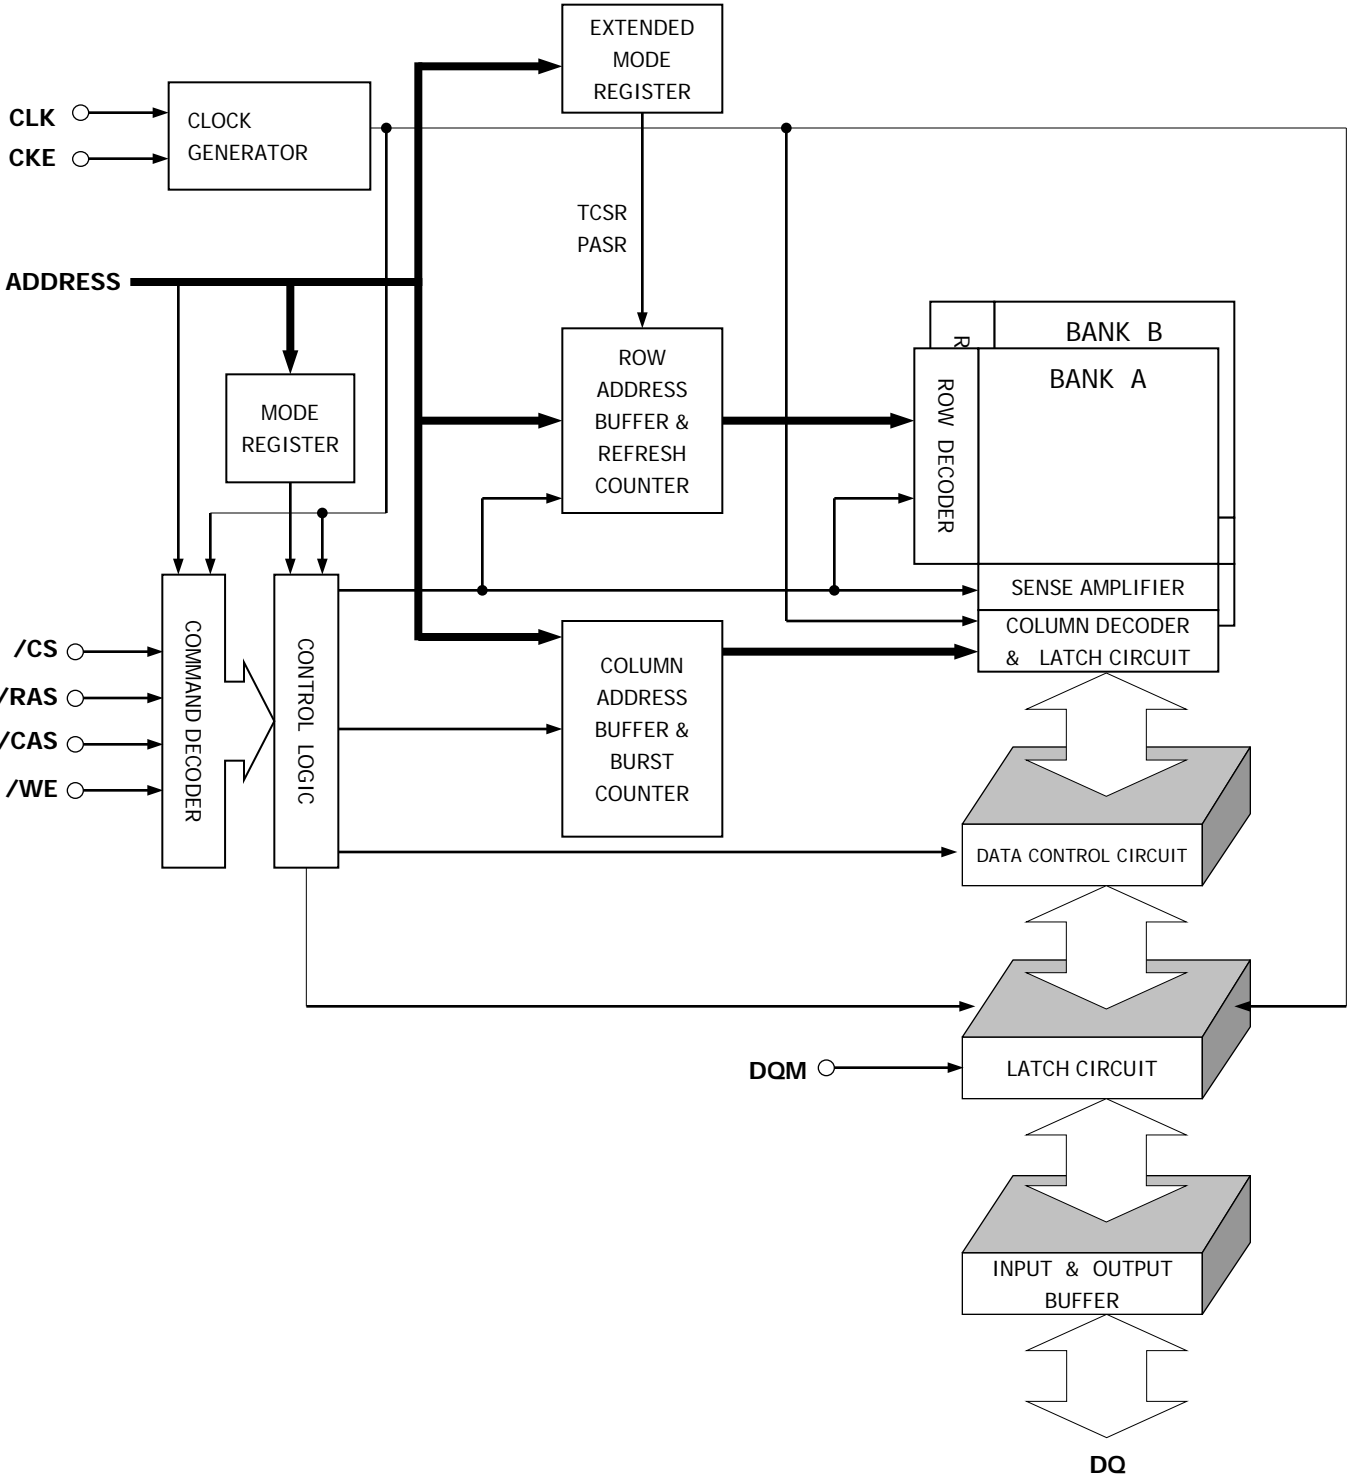 EXTENDED
MODE
REGISTER
CLK
CKE
CLOCK
GENERATOR
TCSR
PASR
ADDRESS
BANK B
R
BANK A
ROW DECODER
ROW
ADDRESS
BUFFER &
REFRESH
COUNTER
MODE
REGISTER
SENSE AMPLIFIER
COLUMN DECODER
& LATCH CIRCUIT
/CS
/RAS
/CAS
/WE
COMMAND DECODER
CONTROL LOGIC
COLUMN
ADDRESS
BUFFER &
BURST
COUNTER
DATA CONTROL CIRCUIT
DQM
LATCH CIRCUIT
INPUT & OUTPUT
BUFFER
DQ